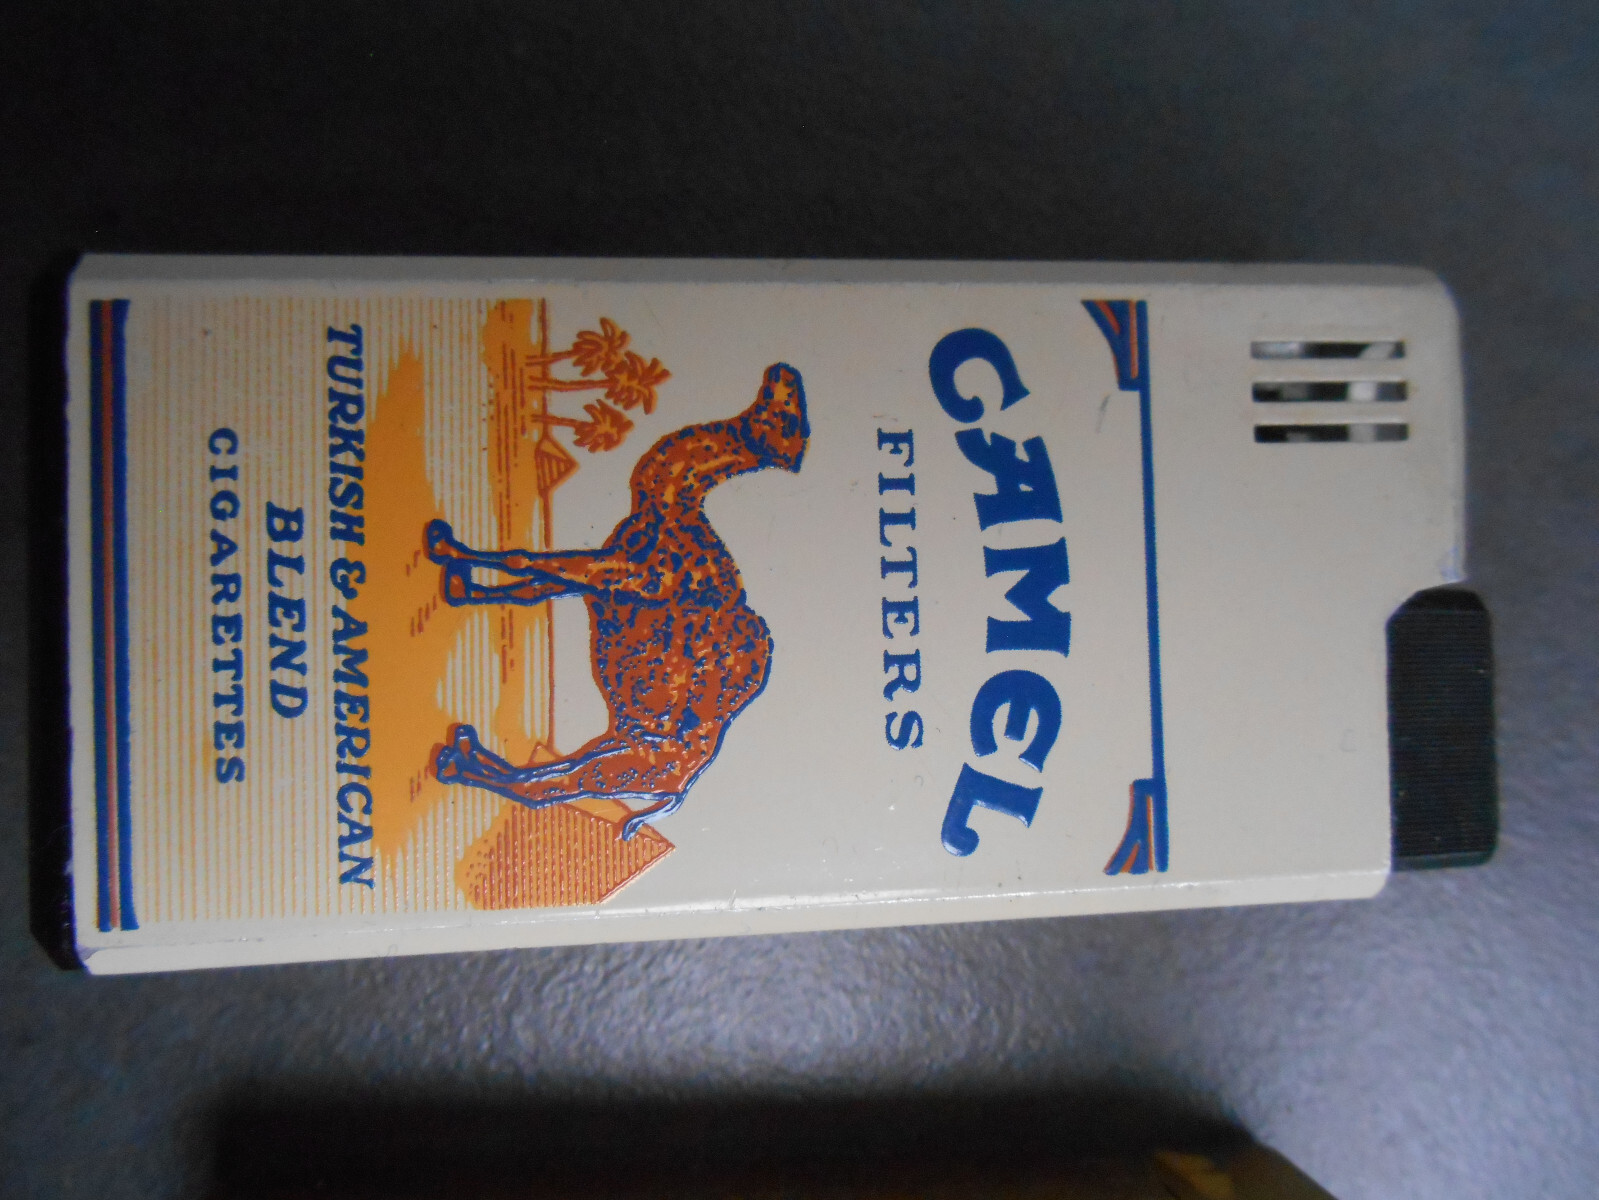 CAMEL
FILTERS
TURKISH & AMERICAN
BLEND
CIGARETTES